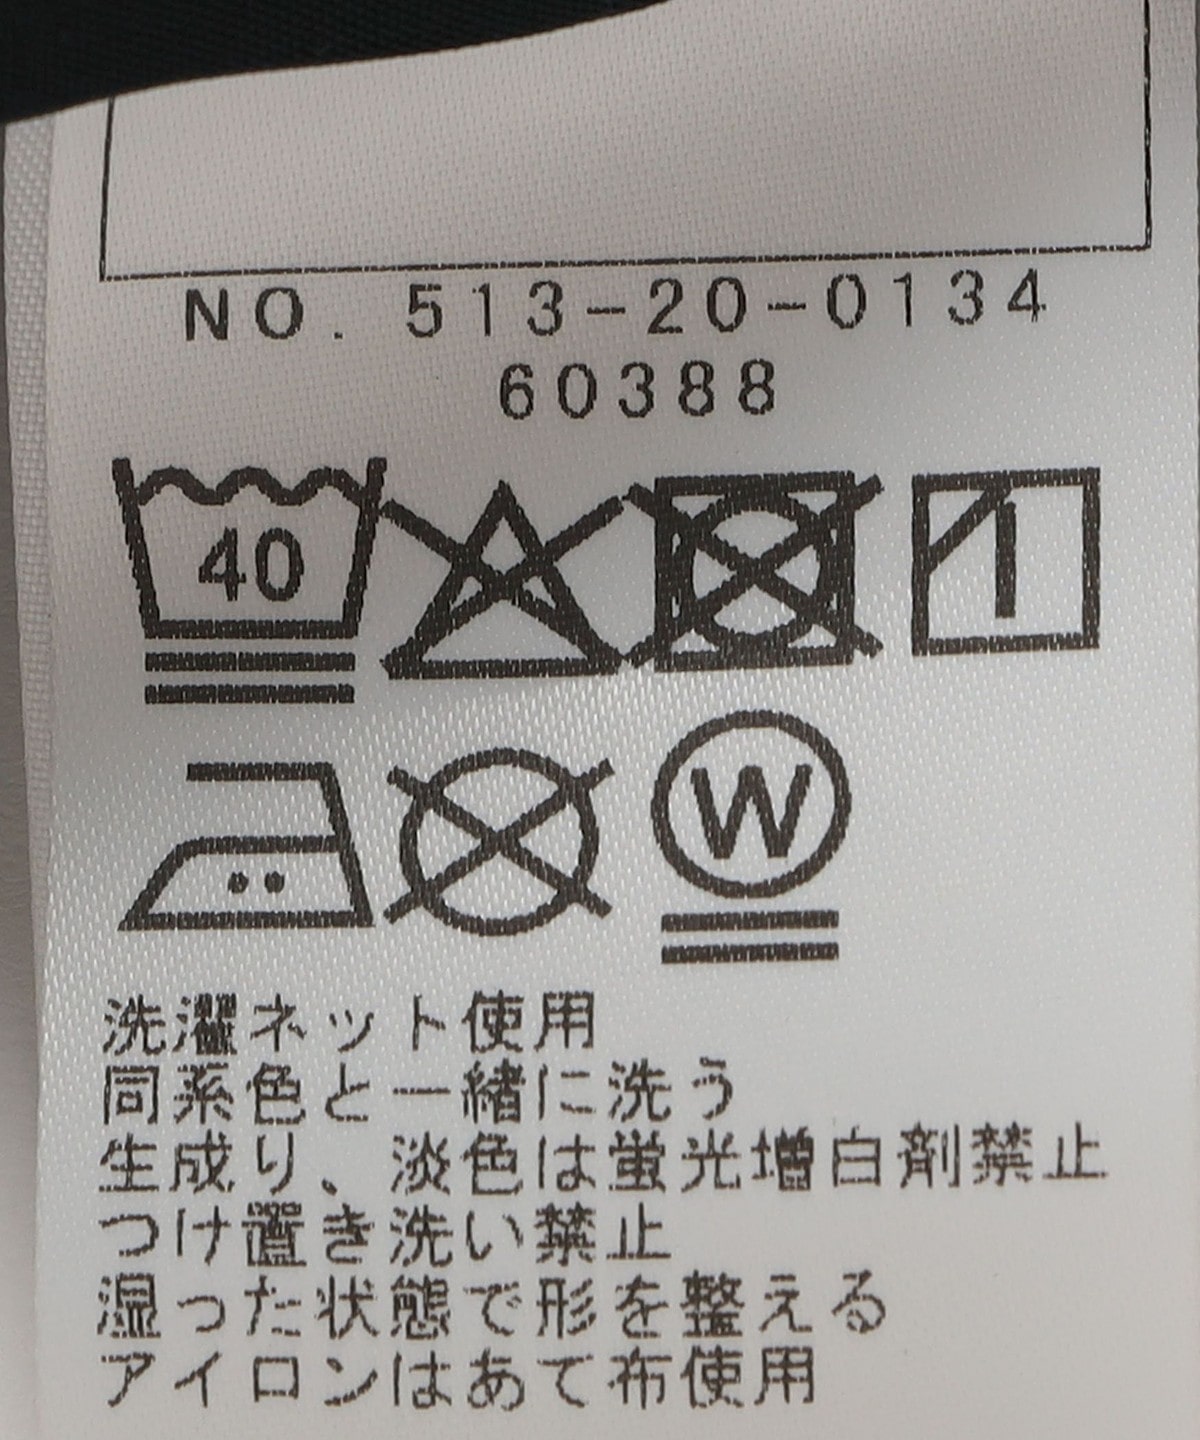 NO. 513-20-0134
60388
40
W
洗濯ネット使用
同系色と一緒に洗う
生成り、淡色は蛍光増白剤禁止
つけ置き洗い禁止
湿った状態で形を整える
アイロンはあて布使用